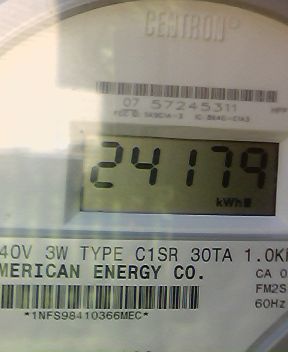 CENTRON®
07 57245311
24179
kWh
40V 3W TYPE C1SR 30TA 1.0K
MERICAN ENERGY CO.
CA 0
FM2S
60Hz
*1NFS98410366MEC*